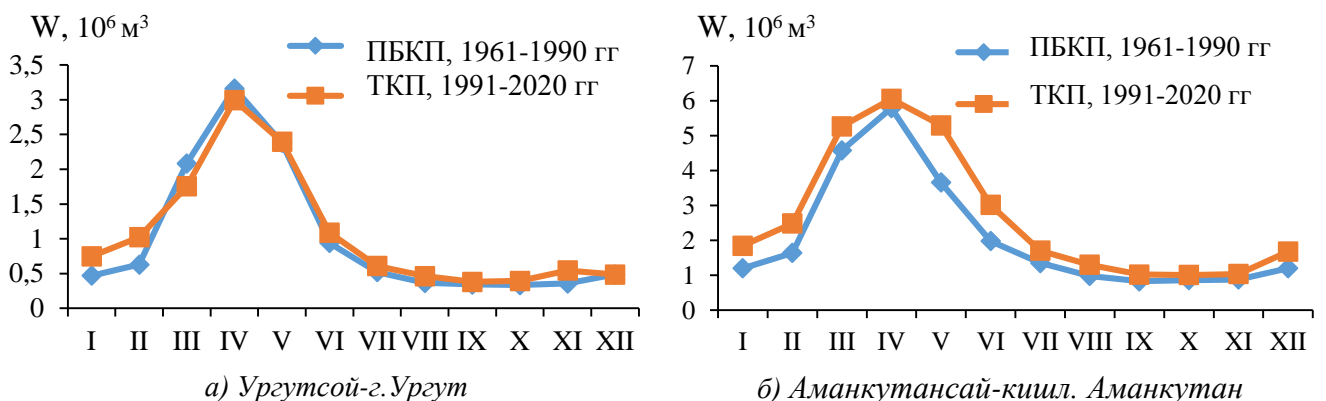 W, 10⁶ м³
ПБКП, 1961-1990 гг
ТКП, 1991-2020 гг
3,5
3
2,5
2
1,5
1
0,5
0
I II III IV V VI VII VIII IX X XI XII
а) Ургутсой-г.Ургут
W, 10⁶ м³
ПБКП, 1961-1990 гг
ТКП, 1991-2020 гг
7
6
5
4
3
2
1
0
I II III IV V VI VII VIII IX X XI XII
б) Аманкутансай-кишл. Аманкутан